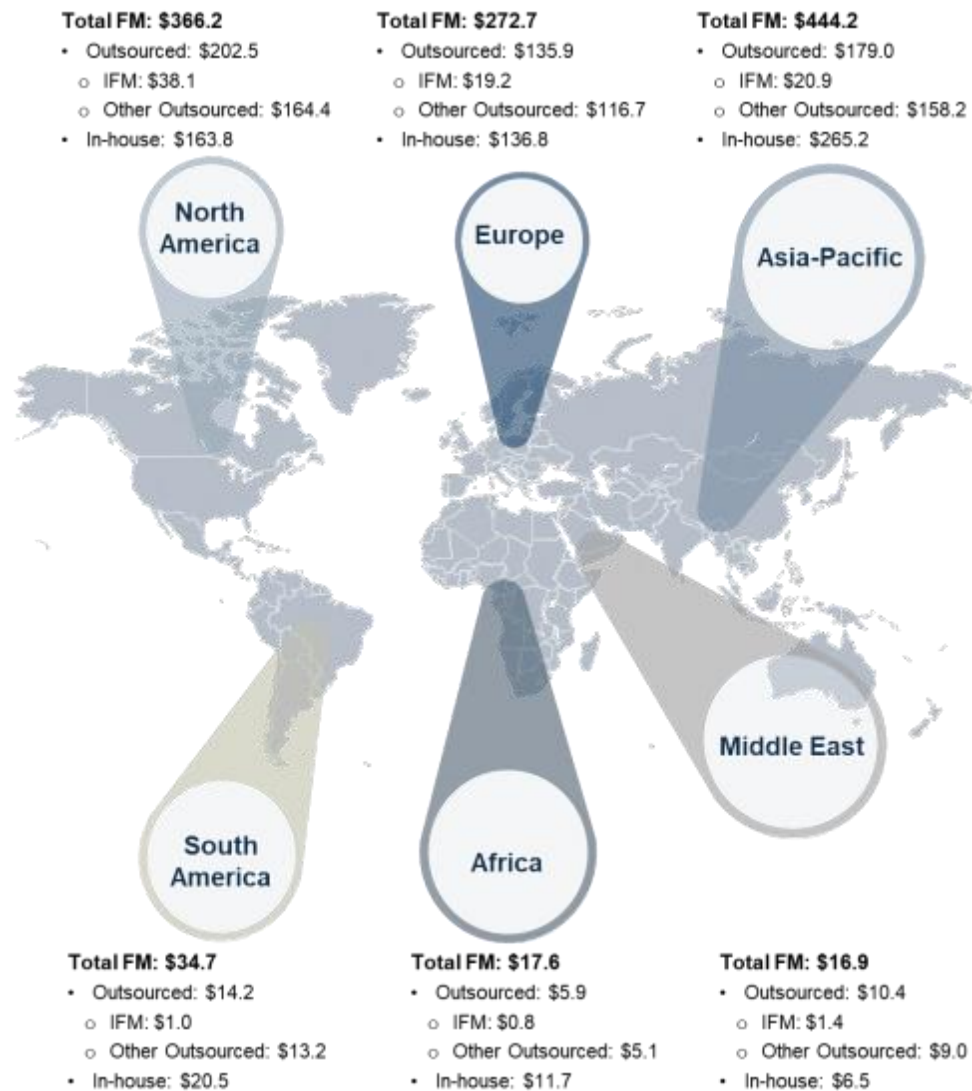 Total FM: $366.2
• Outsourced: $202.5
o IFM: $38.1
o Other Outsourced: $164.4
• In-house: $163.8
Total FM: $272.7
• Outsourced: $135.9
o IFM: $19.2
o Other Outsourced: $116.7
• In-house: $136.8
Total FM: $444.2
• Outsourced: $179.0
o IFM: $20.9
o Other Outsourced: $158.2
• In-house: $265.2
North
America
Europe
Asia-Pacific
South
America
Africa
Middle East
Total FM: $34.7
• Outsourced: $14.2
o IFM: $1.0
o Other Outsourced: $13.2
• In-house: $20.5
Total FM: $17.6
• Outsourced: $5.9
o IFM: $0.8
o Other Outsourced: $5.1
• In-house: $11.7
Total FM: $16.9
• Outsourced: $10.4
o IFM: $1.4
o Other Outsourced: $9.0
• In-house: $6.5